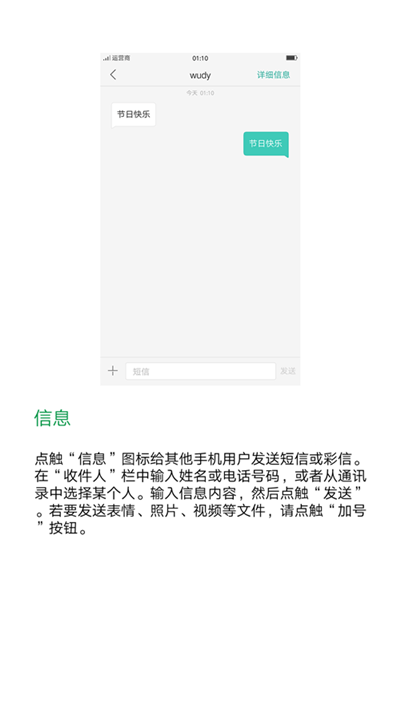 运营商 01:10
wudy 详细信息
今天 01:10
节日快乐
节日快乐
短信 发送
信息
点触“信息”图标给其他手机用户发送短信或彩信。
在“收件人”栏中输入姓名或电话号码，或者从通讯
录中选择某个人。输入信息内容，然后点触“发送”
。若要发送表情、照片、视频等文件，请点触“加号
”按钮。